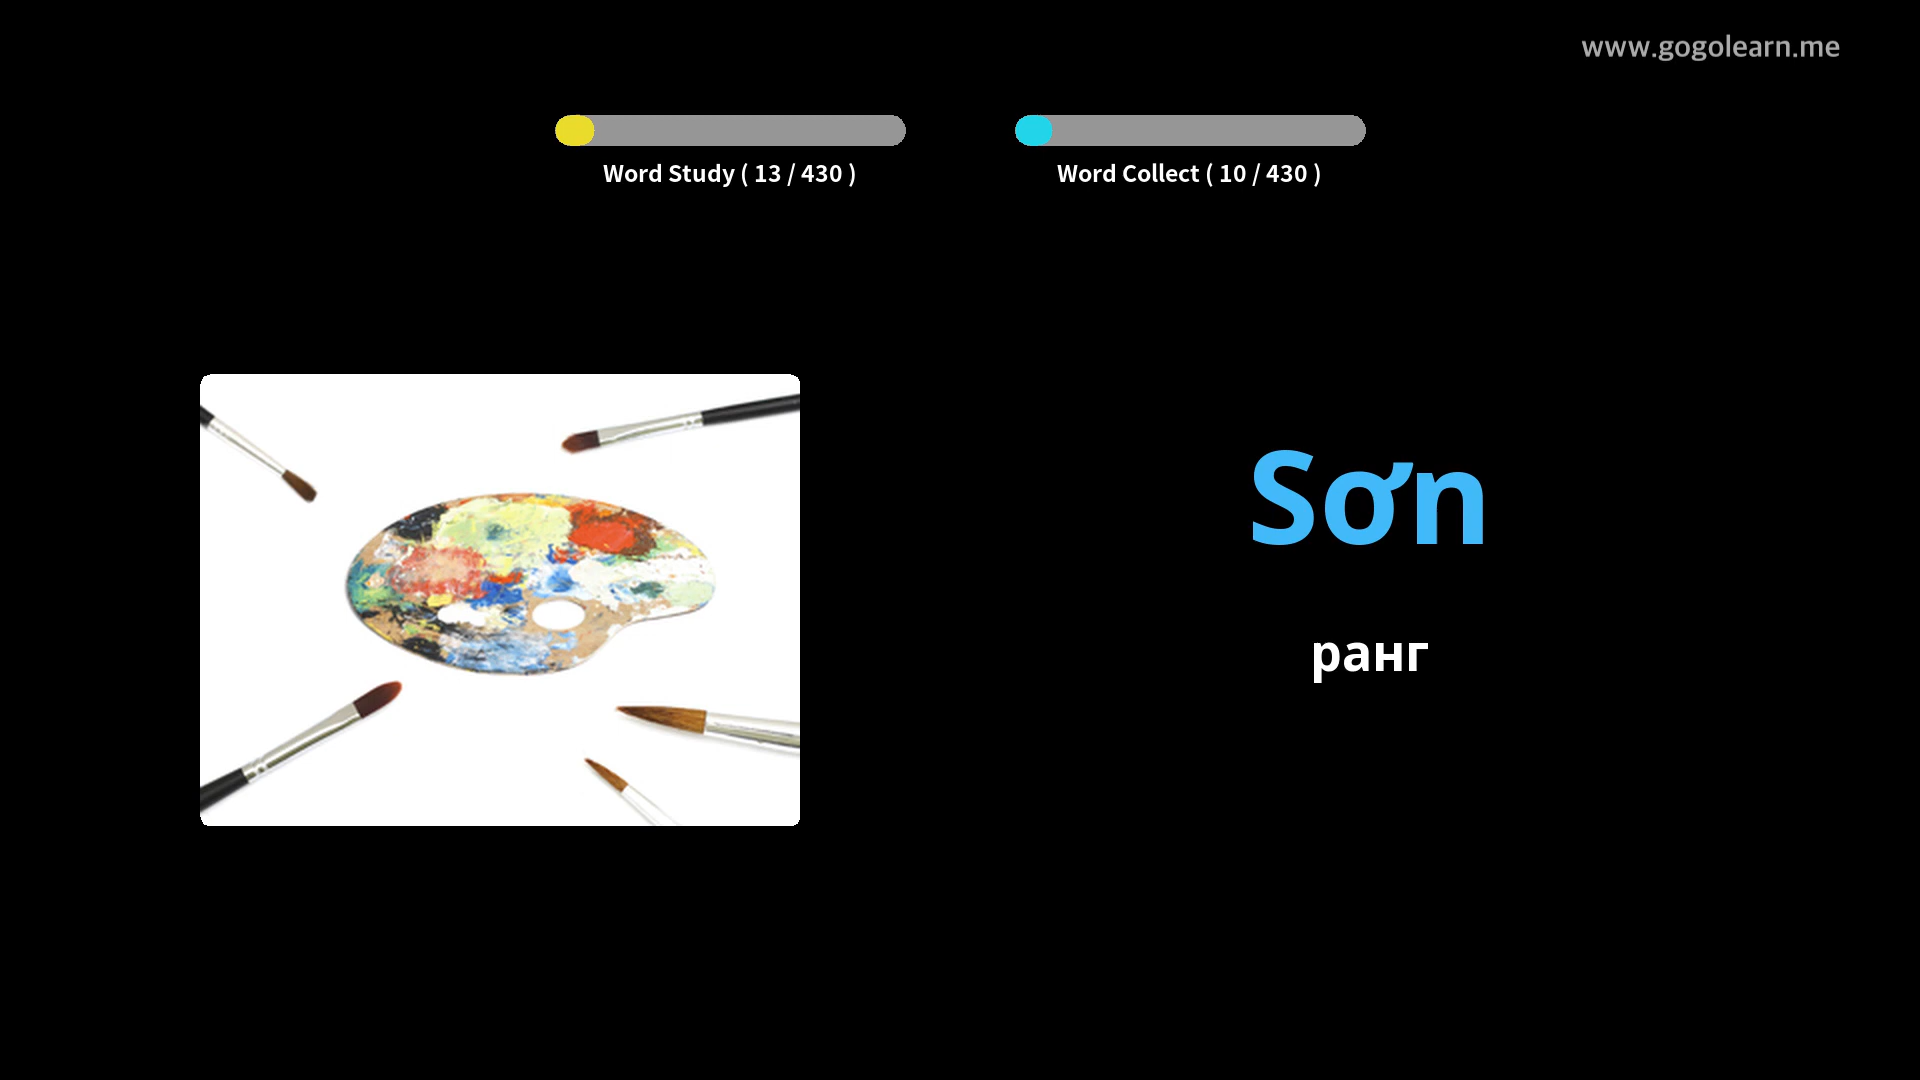 www.gogolearn.me
Word Study ( 13 / 430 )
Word Collect ( 10 / 430 )
Sơn
ранг